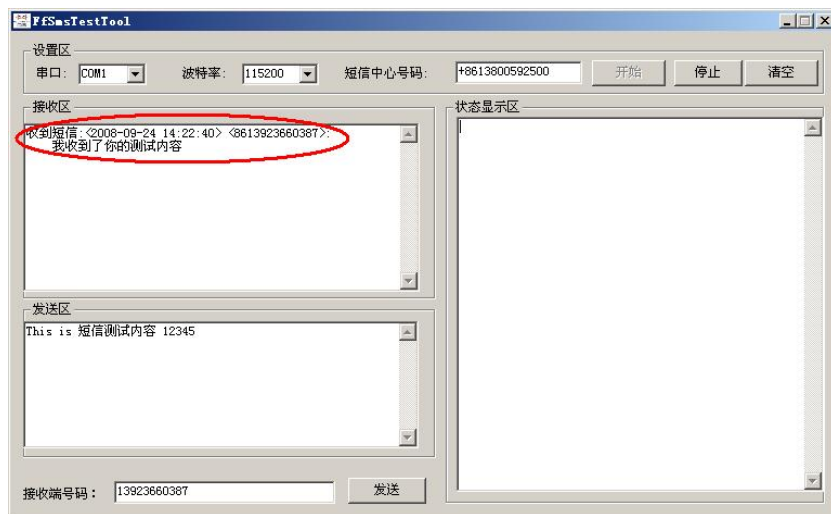 FfSmsTestTool
设置区
串口: COM1 波特率: 115200 短信中心号码: +8613800592500 开始 停止 清空
接收区
收到短信:<2008-09-24 14:22:40> <8613923660387>:
我收到了你的测试内容
状态显示区
发送区
This is 短信测试内容 12345
接收端号码: 13923660387 发送